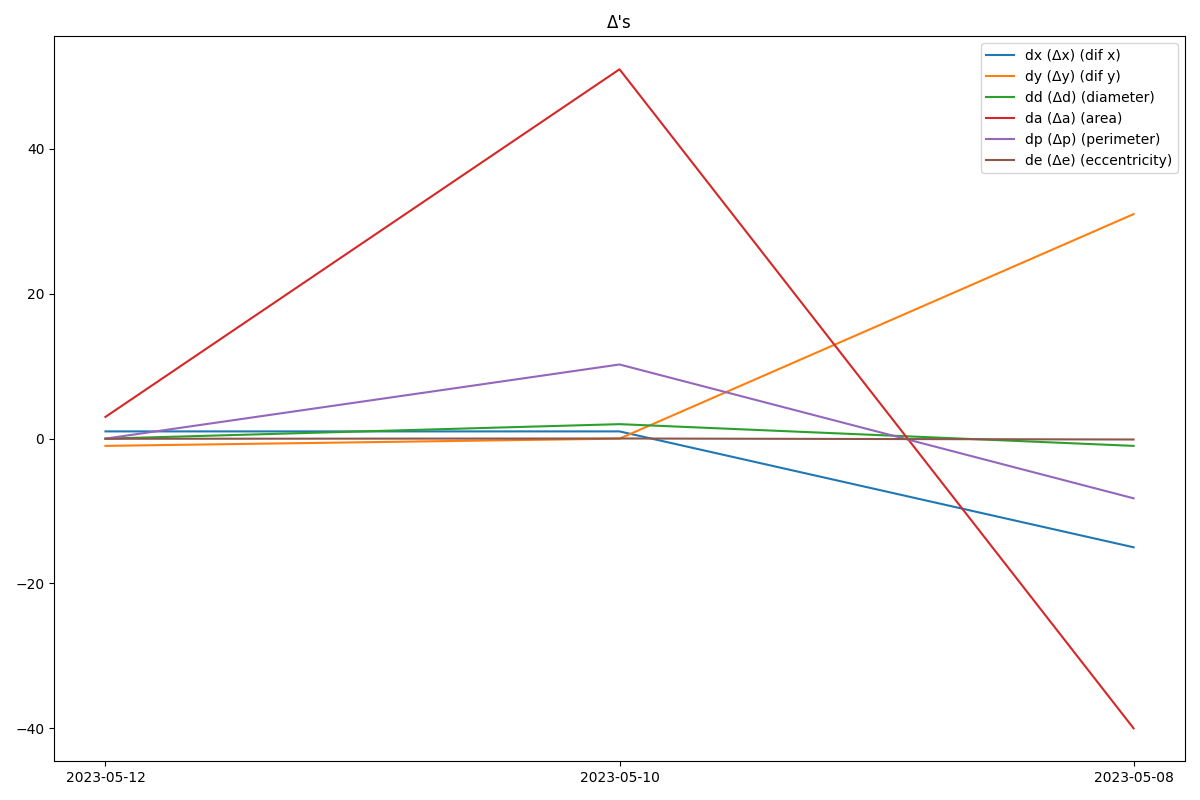 Δ's
dx (Δx) (dif x)
dy (Δy) (dif y)
dd (Δd) (diameter)
da (Δa) (area)
dp (Δp) (perimeter)
de (Δe) (eccentricity)
40
20
0
−20
−40
2023-05-12
2023-05-10
2023-05-08